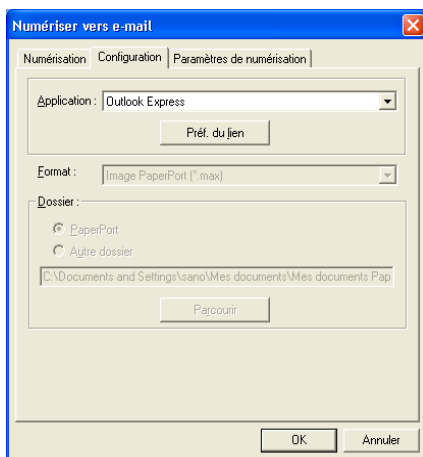 Numériser vers e-mail
Numérisation Configuration Paramètres de numérisation
Application : Outlook Express
Préf. du lien
Format : Image PaperPort (*.max)
Dossier :
PaperPort
Autre dossier
C:\Documents and Settings\sano\Mes documents\Mes documents Pap
Parcourir
OK Annuler